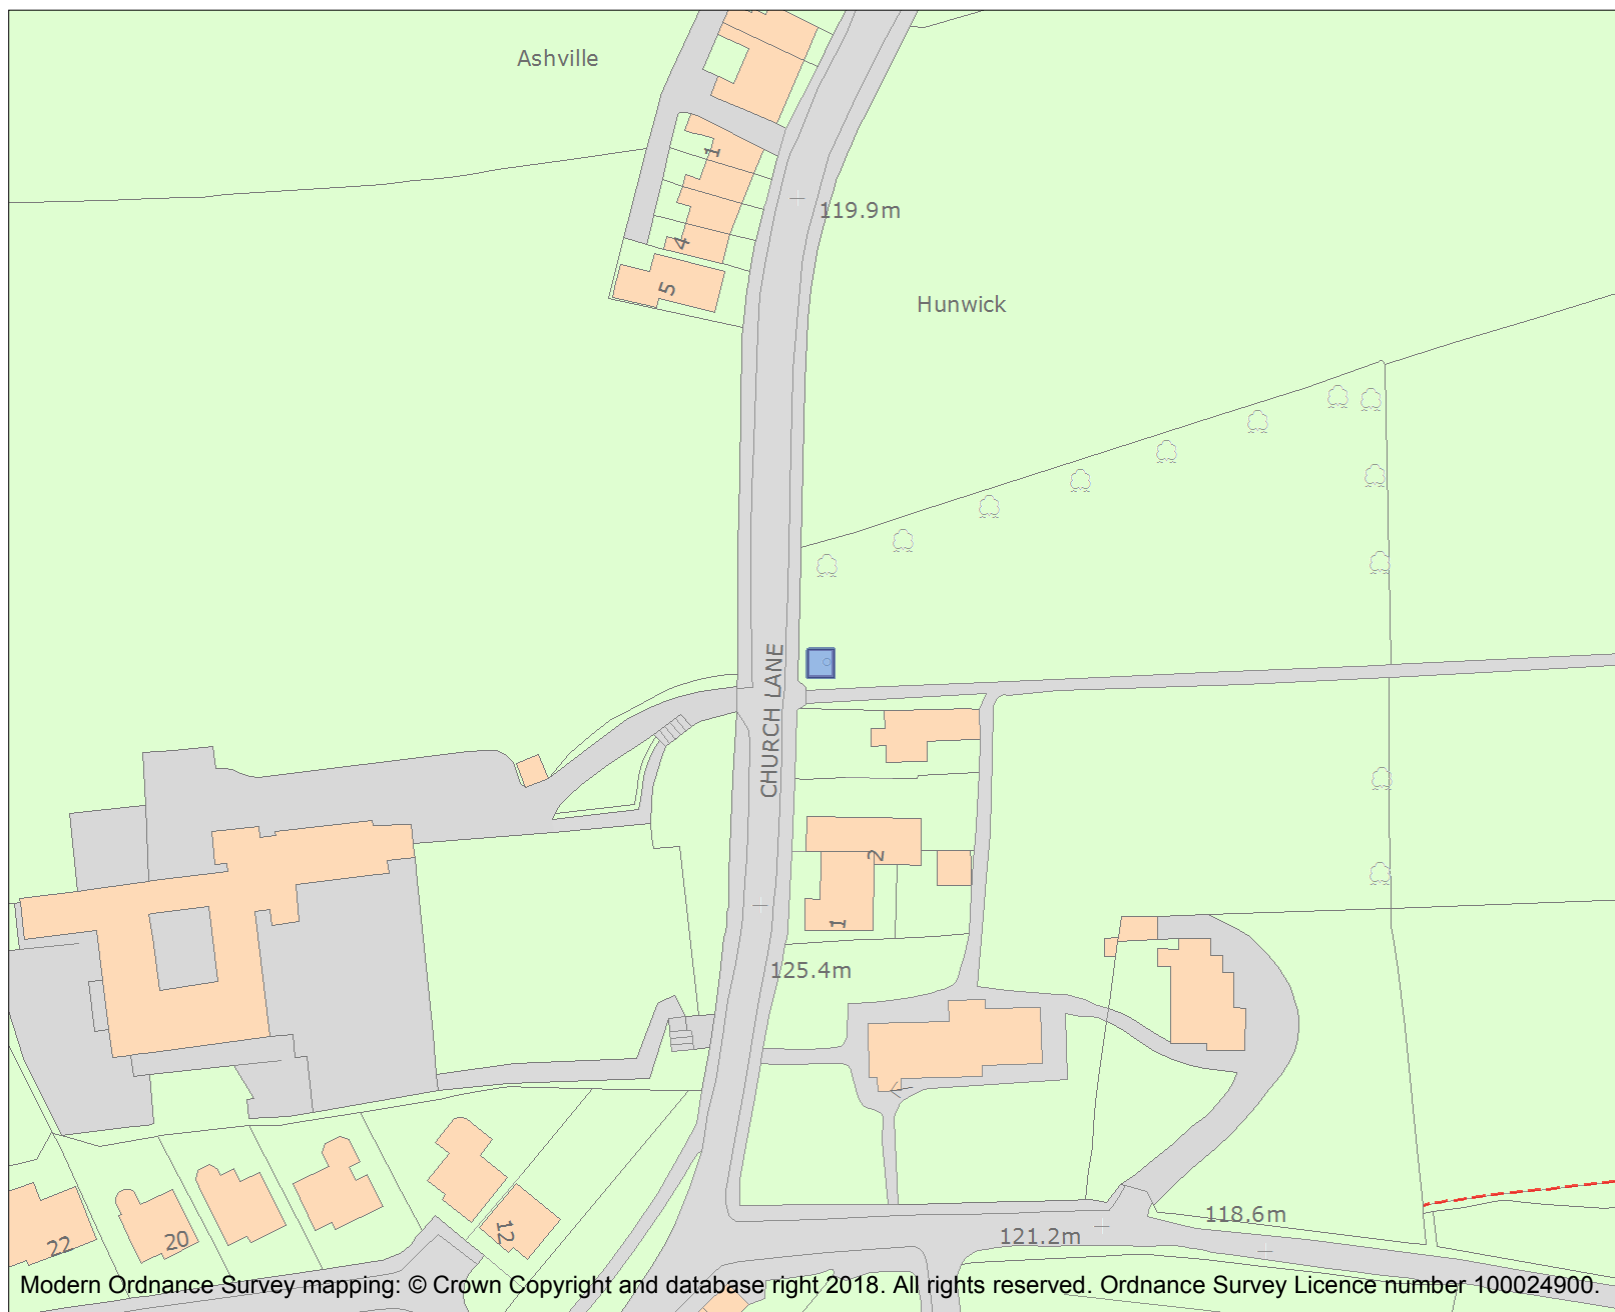 Ashville
1
119.9m
4
5
Hunwick
CHURCH LANE
2
1
125.4m
118.6m
121.2m
12
20
22
Modern Ordnance Survey mapping: © Crown Copyright and database right 2018. All rights reserved. Ordnance Survey Licence number 100024900.